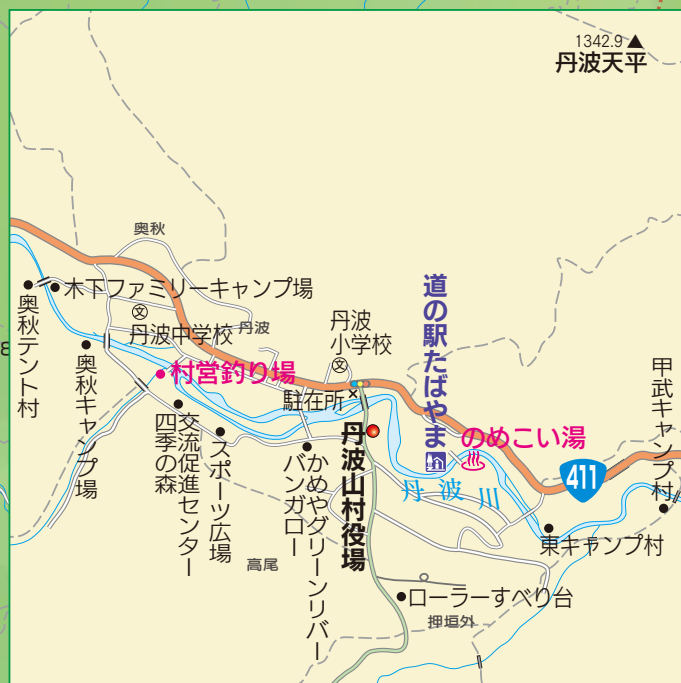 1342.9
丹波天平
奥秋
木下ファミリーキャンプ場
奥秋テント村
文
丹波中学校
丹波
丹波
小学校
文
道の駅たばやま
奥秋キャンプ場
村営釣り場
駐在所
甲武キャンプ村
四季の森
交流促進センター
スポーツ広場
かめやグリーンリバー
バンガロー
丹波山村役場
のめこい湯
411
丹波川
東キャンプ村
高尾
ローラーすべり台
押垣外